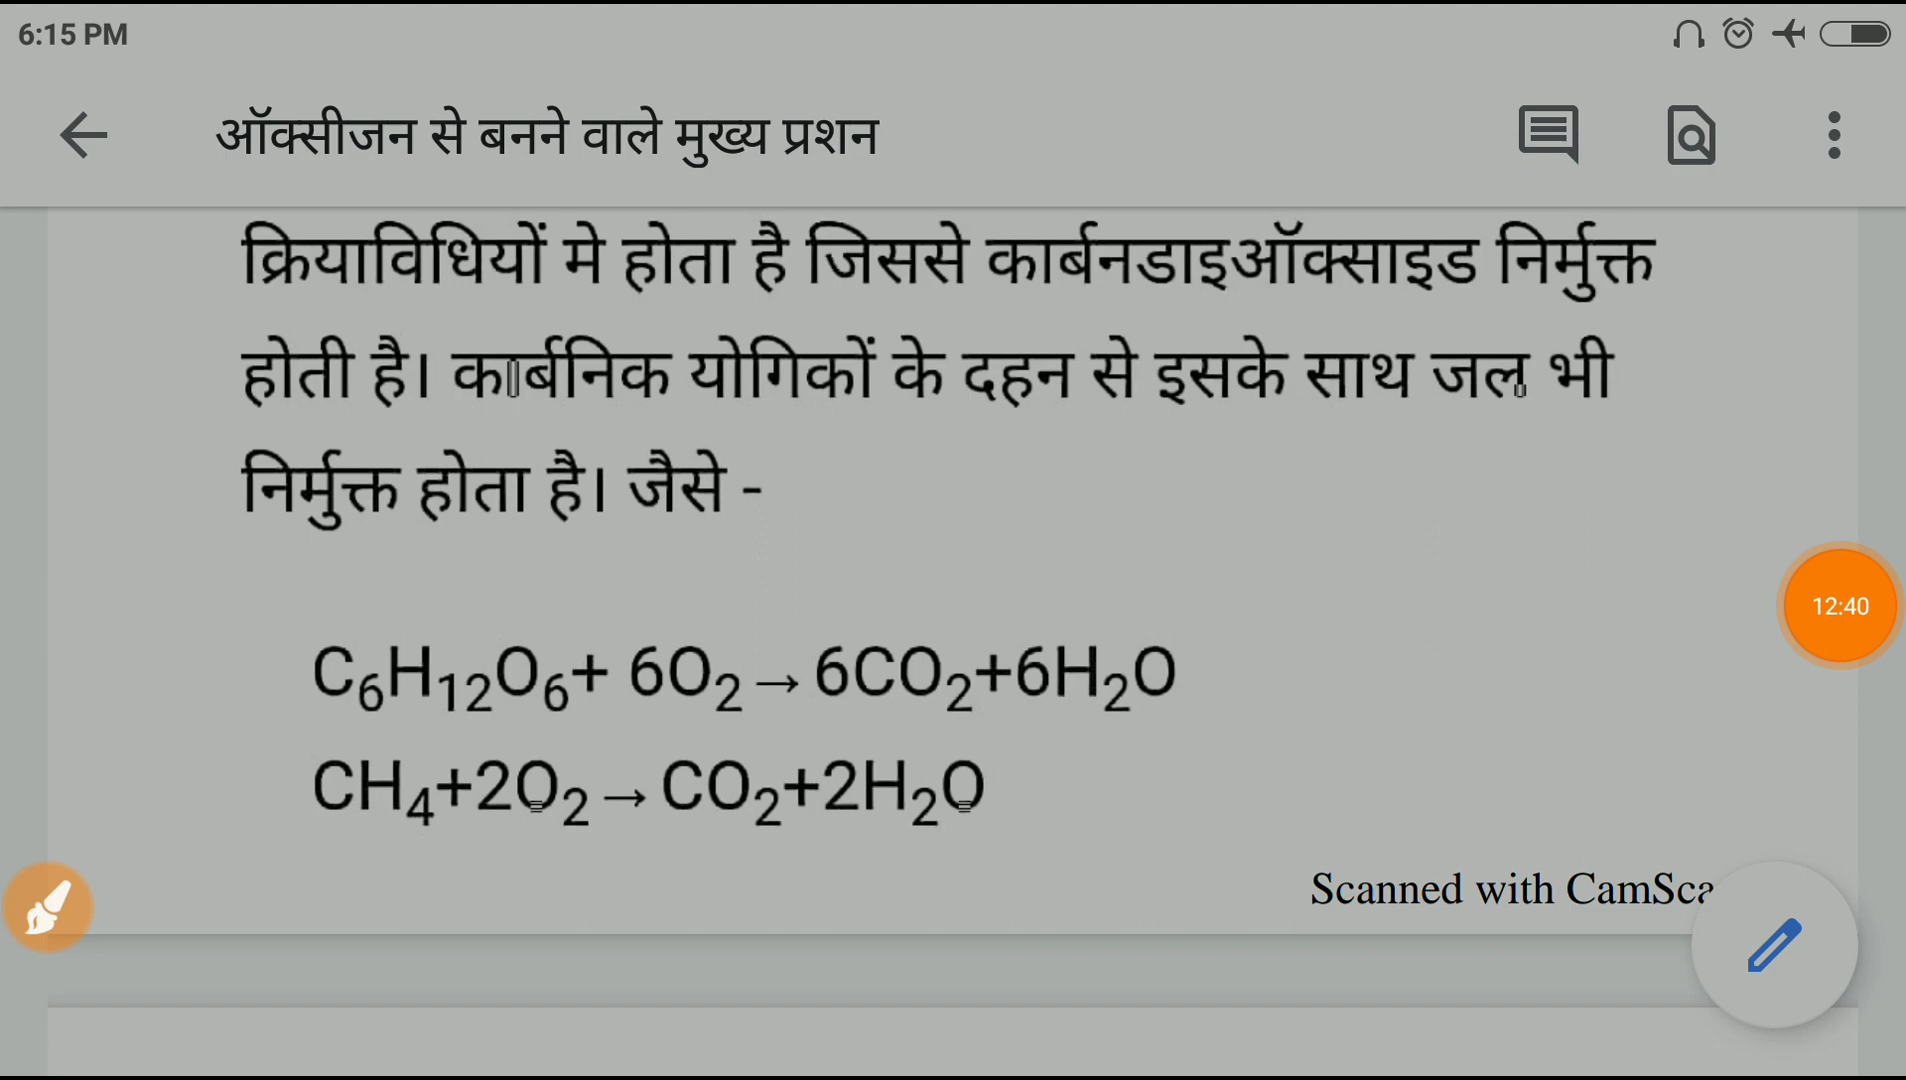 6:15 PM
ऑक्सीजन से बनने वाले मुख्य प्रशन
क्रियाविधियों मे होता है जिससे कार्बनडाइऑक्साइड निर्मुक्त
होती है। कार्बनिक योगिकों के दहन से इसके साथ जल भी
निर्मुक्त होता है। जैसे -
12:40
C₆H₁₂O₆+ 6O₂→6CO₂+6H₂O
CH₄+2O₂→CO₂+2H₂O
Scanned with CamSca